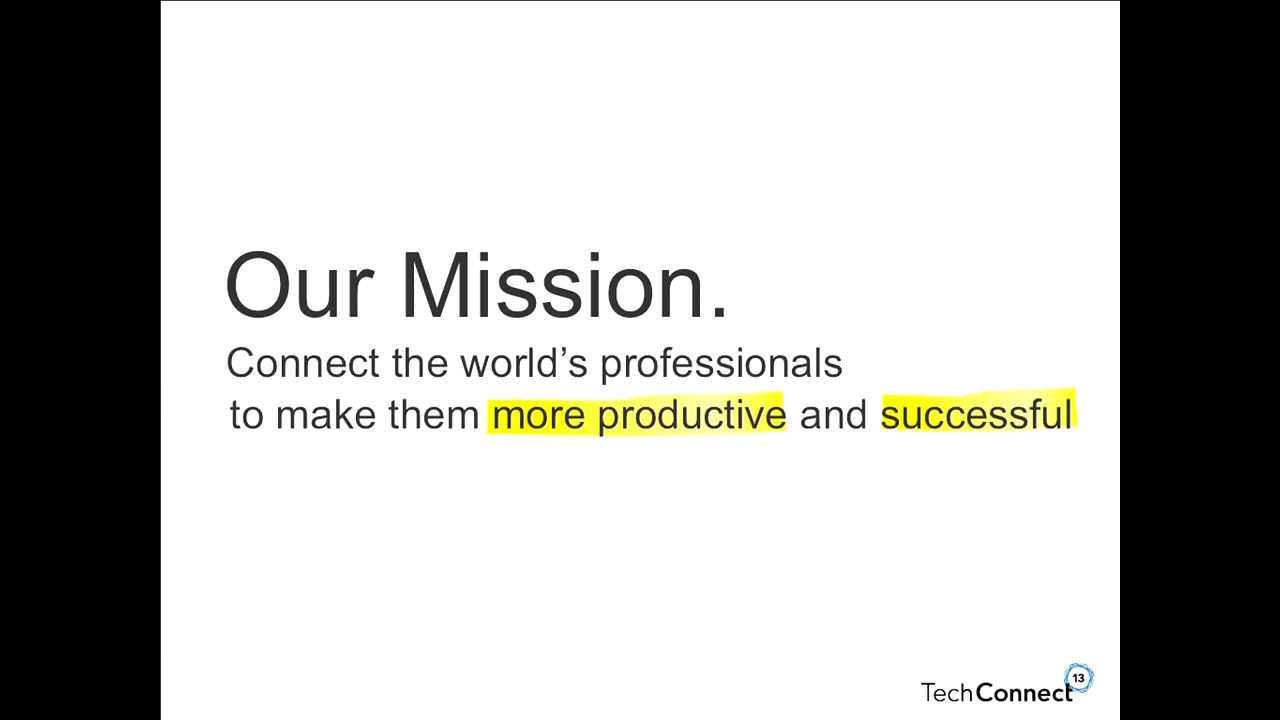 Our Mission.
Connect the world’s professionals
to make them more productive and successful
TechConnect 13